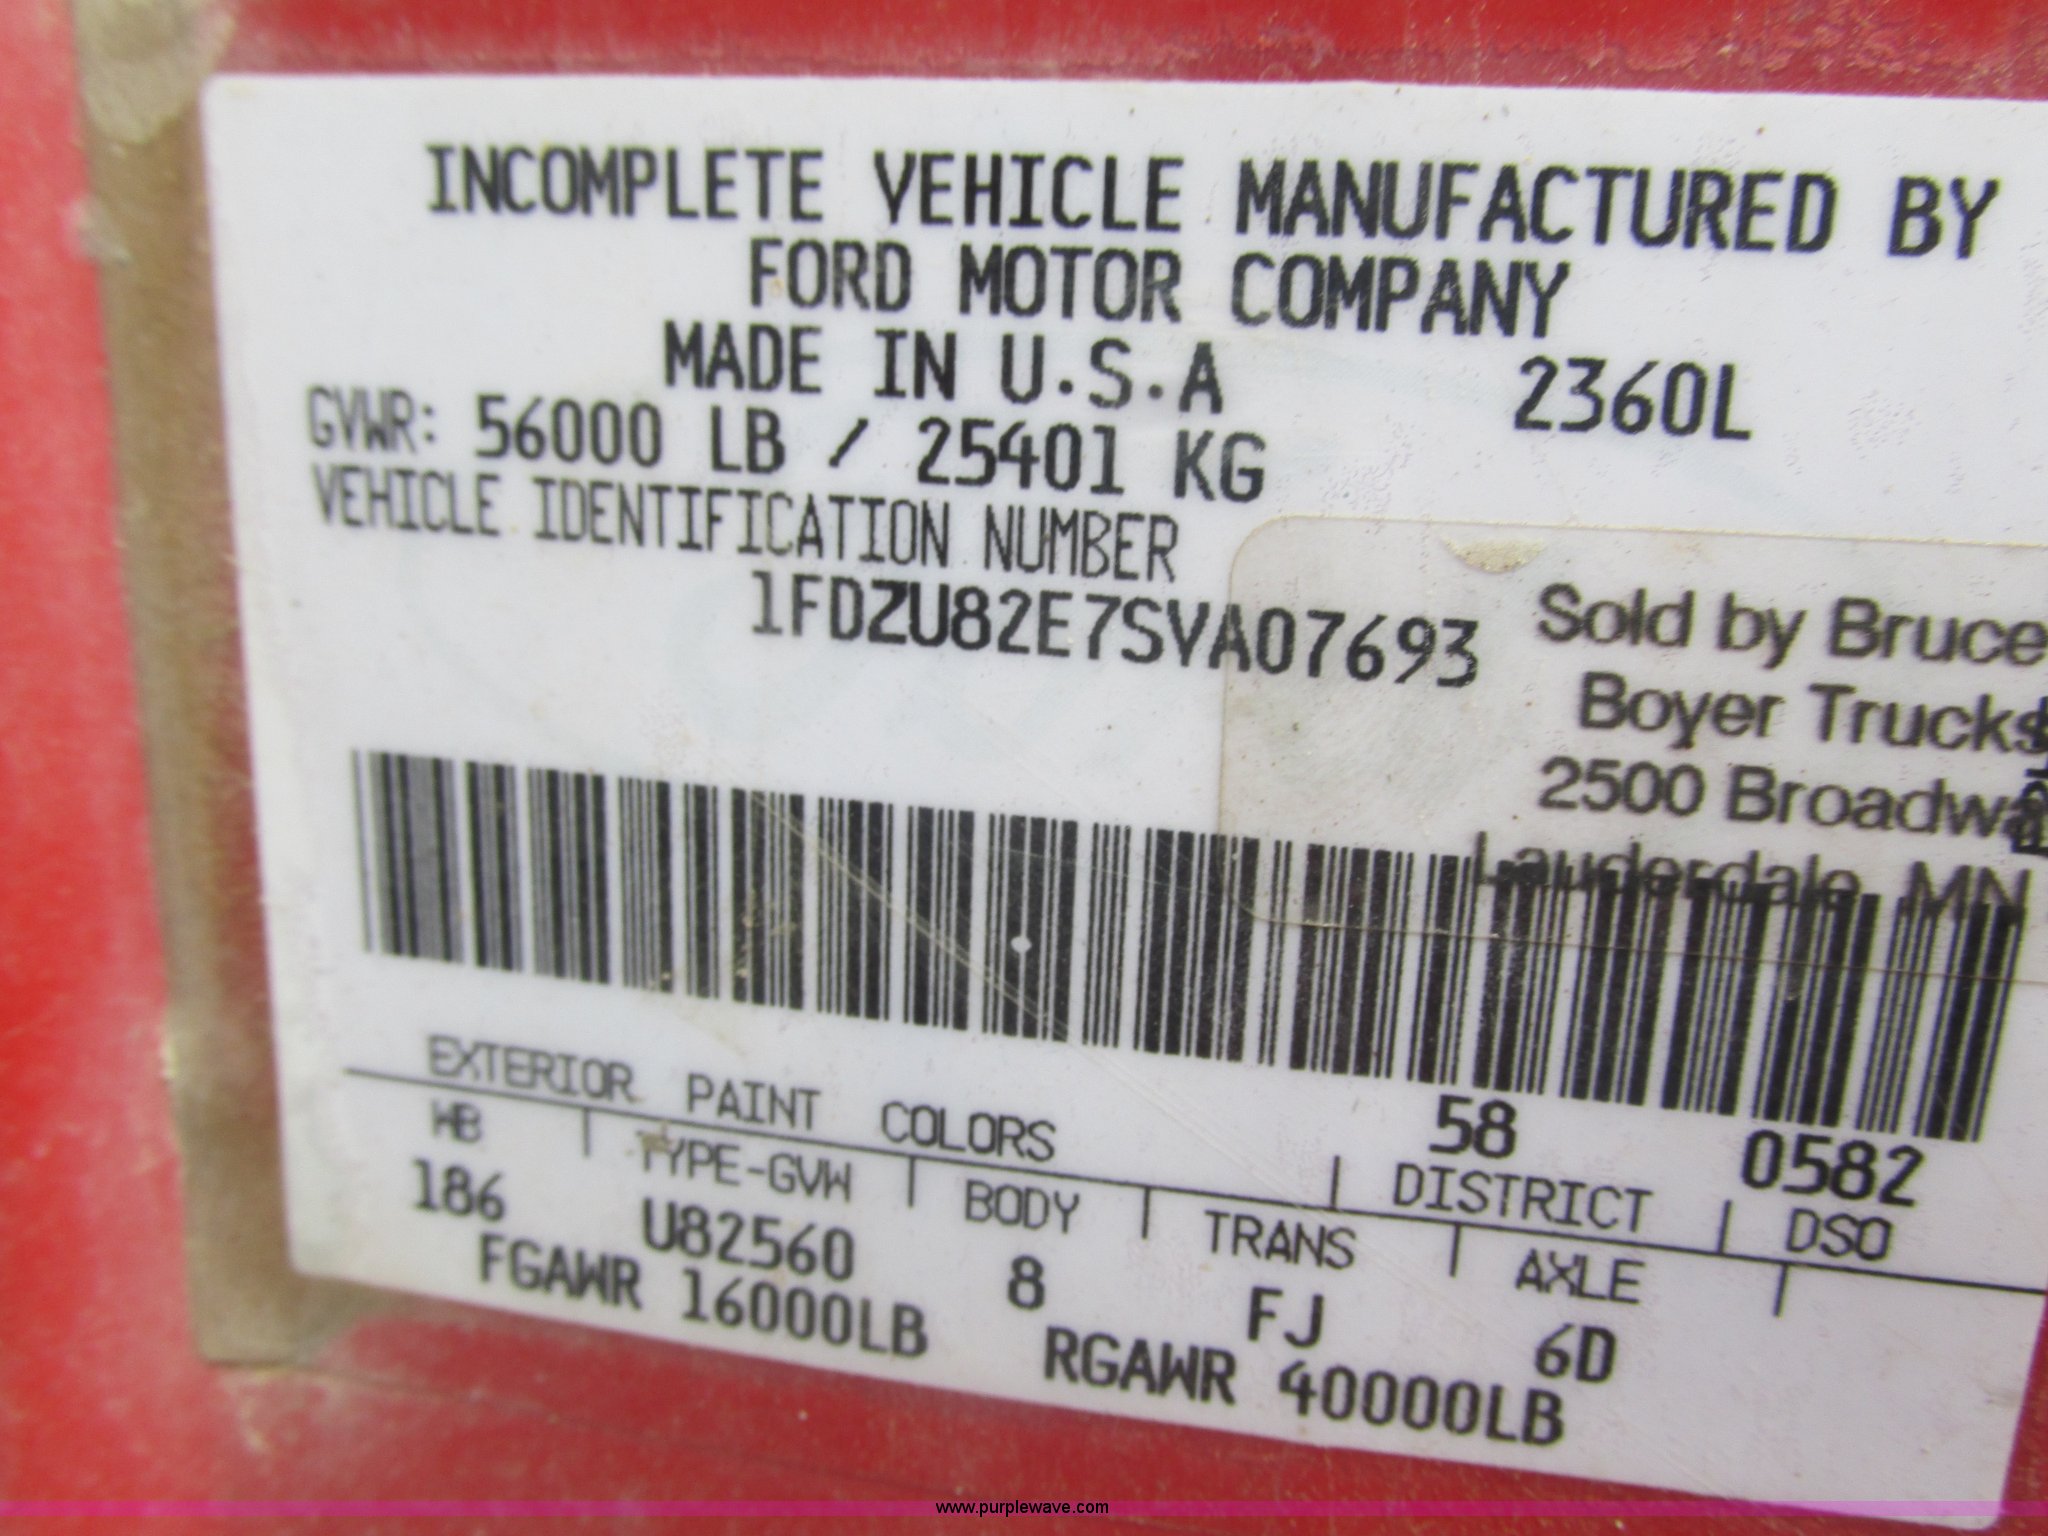 INCOMPLETE VEHICLE MANUFACTURED BY
FORD MOTOR COMPANY
MADE IN U.S.A
2360L
GVWR: 56000 LB / 25401 KG
VEHICLE IDENTIFICATION NUMBER
1FDZU82E7SVA07693
Sold by Bruce
Boyer Trucks
2500 Broadwa
Lauderdale, MN
EXTERIOR PAINT COLORS
58
0582
DISTRICT
DSO
WB
TYPE-GVW
BODY
TRANS
AXLE
186
U82560
8
FJ
6D
FGAWR 16000LB
RGAWR 40000LB
www.purplewave.com